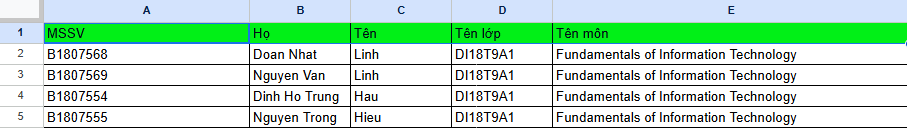 A B C D E
1 MSSV Họ Tên Tên lớp Tên môn
2 B1807568 Doan Nhat Linh DI18T9A1 Fundamentals of Information Technology
3 B1807569 Nguyen Van Linh DI18T9A1 Fundamentals of Information Technology
4 B1807554 Dinh Ho Trung Hau DI18T9A1 Fundamentals of Information Technology
5 B1807555 Nguyen Trong Hieu DI18T9A1 Fundamentals of Information Technology